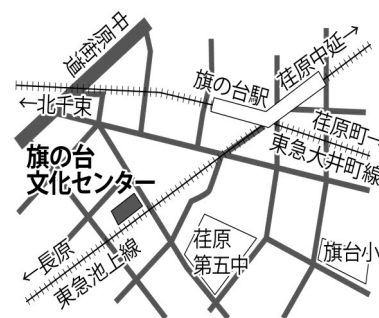 中原街道
旗の台駅
荏原中延→
←北千束
荏原町→
東急大井町線
旗の台
文化センター
←長原
東急池上線
荏原
第五中
旗台小